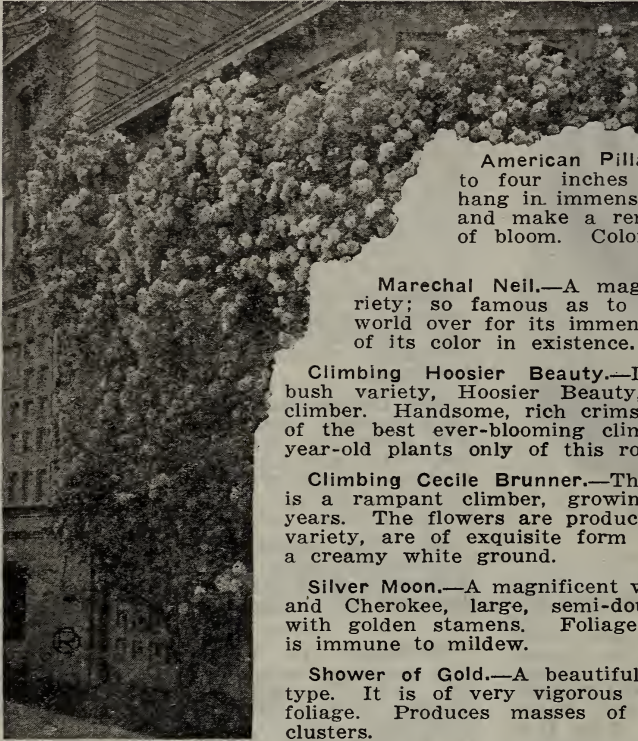 American Pilla
to four inches
hang in immens
and make a rem
of bloom. Colo
Marechal Neil.—A mag
riety; so famous as to
world over for its immen
of its color in existence.
Climbing Hoosier Beauty.—I
bush variety, Hoosier Beauty,
climber. Handsome, rich crims
of the best ever-blooming clim
year-old plants only of this ro
Climbing Cecile Brunner.—Th
is a rampant climber, growin
years. The flowers are produc
variety, are of exquisite form
a creamy white ground.
Silver Moon.—A magnificent v
and Cherokee, large, semi-dou
with golden stamens. Foliage
is immune to mildew.
Shower of Gold.—A beautiful
type. It is of very vigorous
foliage. Produces masses of
clusters.